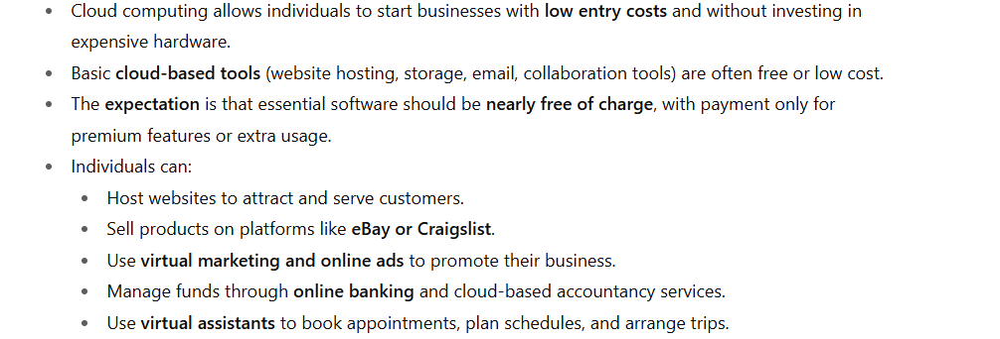 • Cloud computing allows individuals to start businesses with low entry costs and without investing in
expensive hardware.
• Basic cloud-based tools (website hosting, storage, email, collaboration tools) are often free or low cost.
• The expectation is that essential software should be nearly free of charge, with payment only for
premium features or extra usage.
• Individuals can:
• Host websites to attract and serve customers.
• Sell products on platforms like eBay or Craigslist.
• Use virtual marketing and online ads to promote their business.
• Manage funds through online banking and cloud-based accountancy services.
• Use virtual assistants to book appointments, plan schedules, and arrange trips.